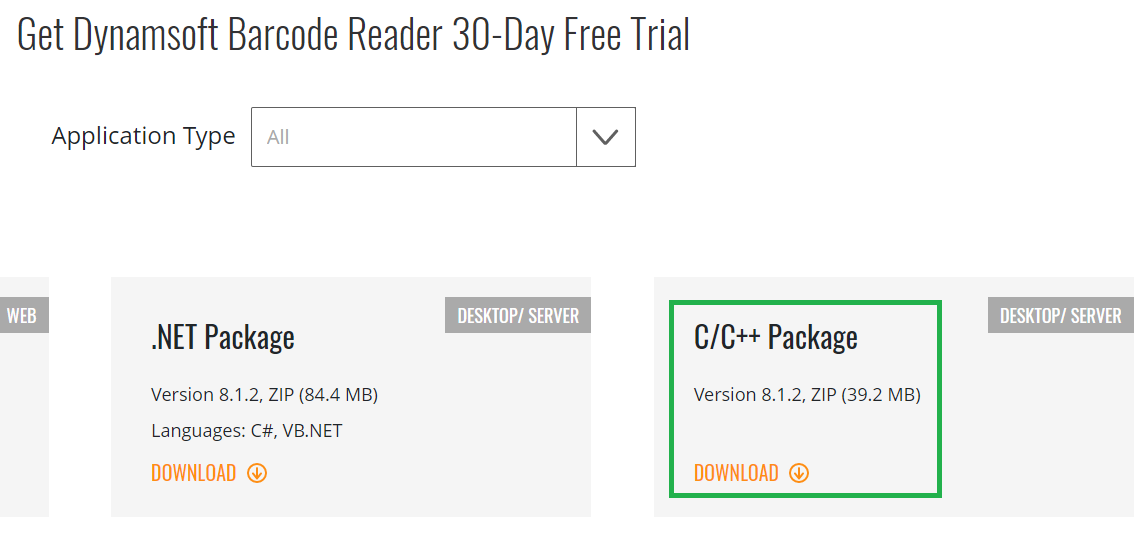 Get Dynamsoft Barcode Reader 30-Day Free Trial
Application Type
All
WEB
DESKTOP/ SERVER
.NET Package
Version 8.1.2, ZIP (84.4 MB)
Languages: C#, VB.NET
DOWNLOAD
DESKTOP/ SERVER
C/C++ Package
Version 8.1.2, ZIP (39.2 MB)
DOWNLOAD